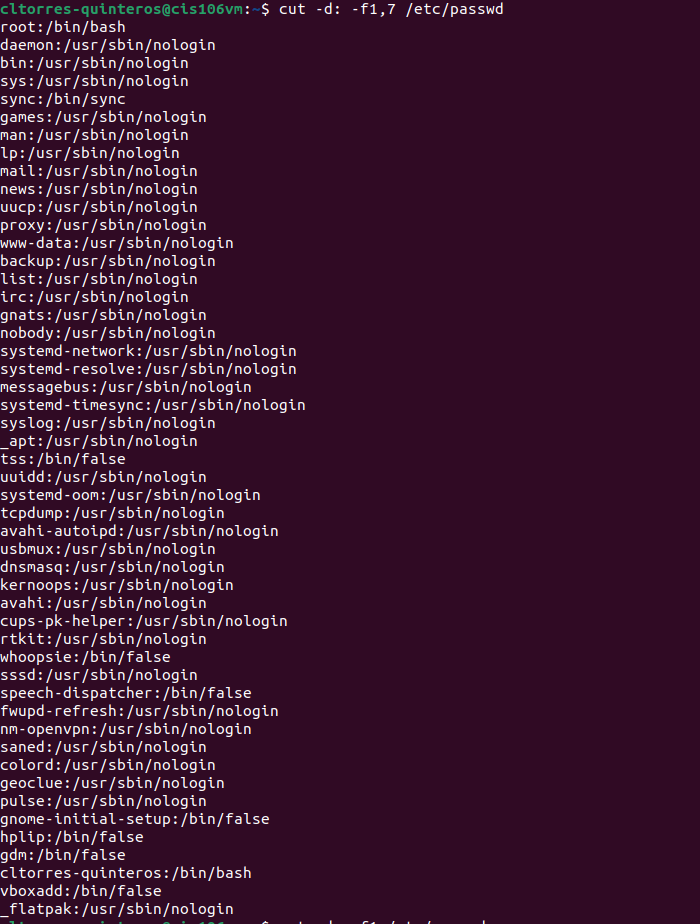 cltorres-quinteros@cis106vm:~$ cut -d: -f1,7 /etc/passwd
root:/bin/bash
daemon:/usr/sbin/nologin
bin:/usr/sbin/nologin
sys:/usr/sbin/nologin
sync:/bin/sync
games:/usr/sbin/nologin
man:/usr/sbin/nologin
lp:/usr/sbin/nologin
mail:/usr/sbin/nologin
news:/usr/sbin/nologin
uucp:/usr/sbin/nologin
proxy:/usr/sbin/nologin
www-data:/usr/sbin/nologin
backup:/usr/sbin/nologin
list:/usr/sbin/nologin
irc:/usr/sbin/nologin
gnats:/usr/sbin/nologin
nobody:/usr/sbin/nologin
systemd-network:/usr/sbin/nologin
systemd-resolve:/usr/sbin/nologin
messagebus:/usr/sbin/nologin
systemd-timesync:/usr/sbin/nologin
syslog:/usr/sbin/nologin
_apt:/usr/sbin/nologin
tss:/bin/false
uuidd:/usr/sbin/nologin
systemd-oom:/usr/sbin/nologin
tcpdump:/usr/sbin/nologin
avahi-autoipd:/usr/sbin/nologin
usbmux:/usr/sbin/nologin
dnsmasq:/usr/sbin/nologin
kernoops:/usr/sbin/nologin
avahi:/usr/sbin/nologin
cups-pk-helper:/usr/sbin/nologin
rtkit:/usr/sbin/nologin
whoopsie:/bin/false
sssd:/usr/sbin/nologin
speech-dispatcher:/bin/false
fwupd-refresh:/usr/sbin/nologin
nm-openvpn:/usr/sbin/nologin
saned:/usr/sbin/nologin
colord:/usr/sbin/nologin
geoclue:/usr/sbin/nologin
pulse:/usr/sbin/nologin
gnome-initial-setup:/bin/false
hplip:/bin/false
gdm:/bin/false
cltorres-quinteros:/bin/bash
vboxadd:/bin/false
_flatpak:/usr/sbin/nologin